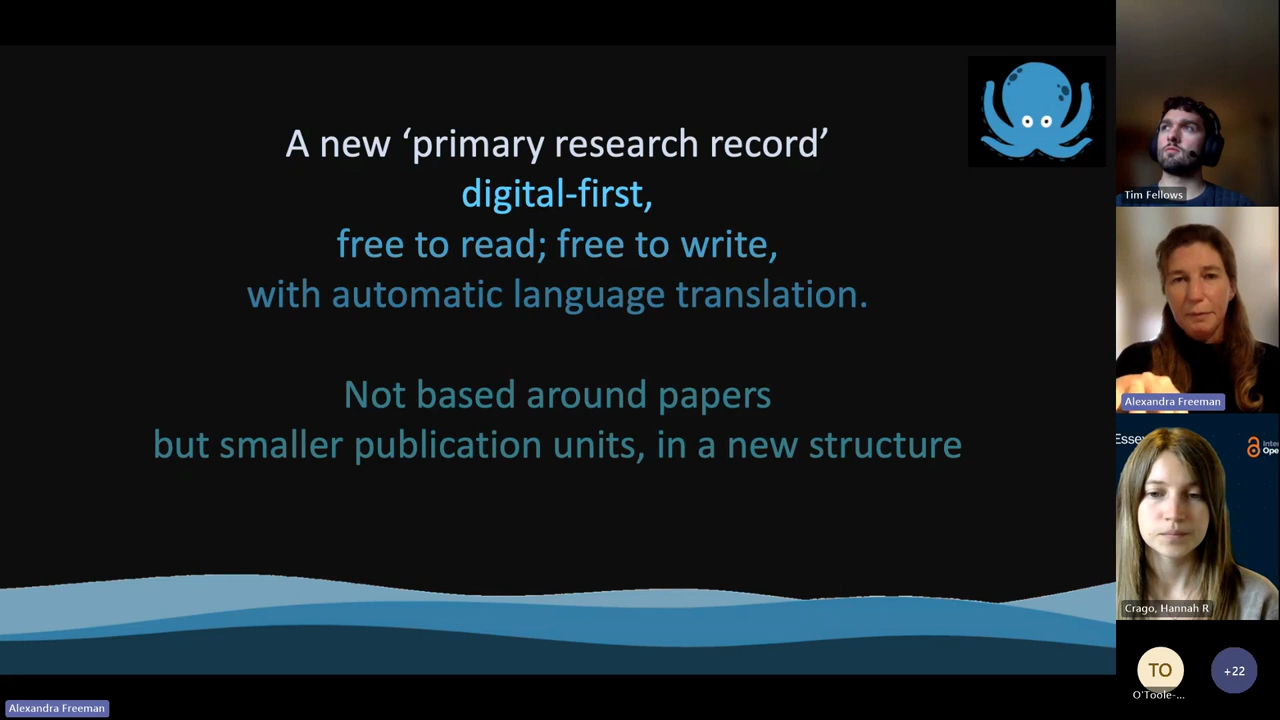 A new ‘primary research record’
digital-first,
free to read; free to write,
with automatic language translation.
Not based around papers
but smaller publication units, in a new structure
Tim Fellows
Alexandra Freeman
Crago, Hannah R
TO
O'Toole-...
+22
Alexandra Freeman